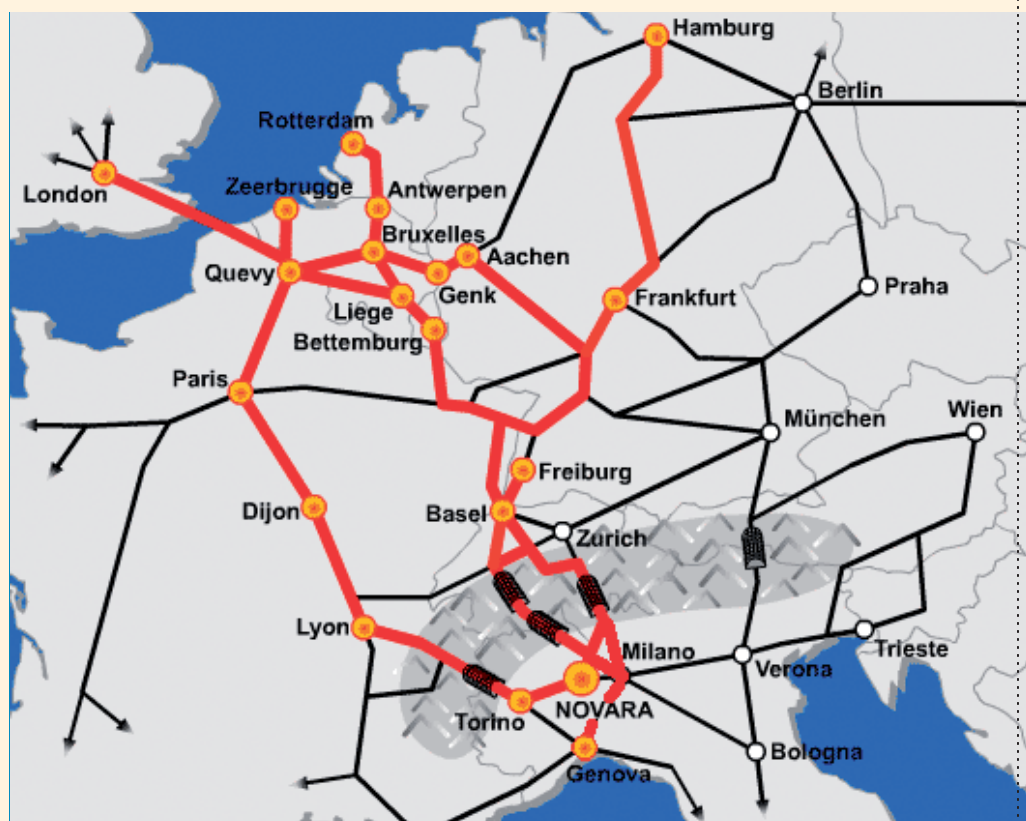 Hamburg
Berlin
Rotterdam
London
Zeerbrugge
Antwerpen
Bruxelles
Aachen
Quevy
Genk
Liege
Frankfurt
Praha
Bettemburg
Paris
Wien
München
Freiburg
Dijon
Basel
Zurich
Lyon
Milano
Trieste
Verona
NOVARA
Torino
Bologna
Genova